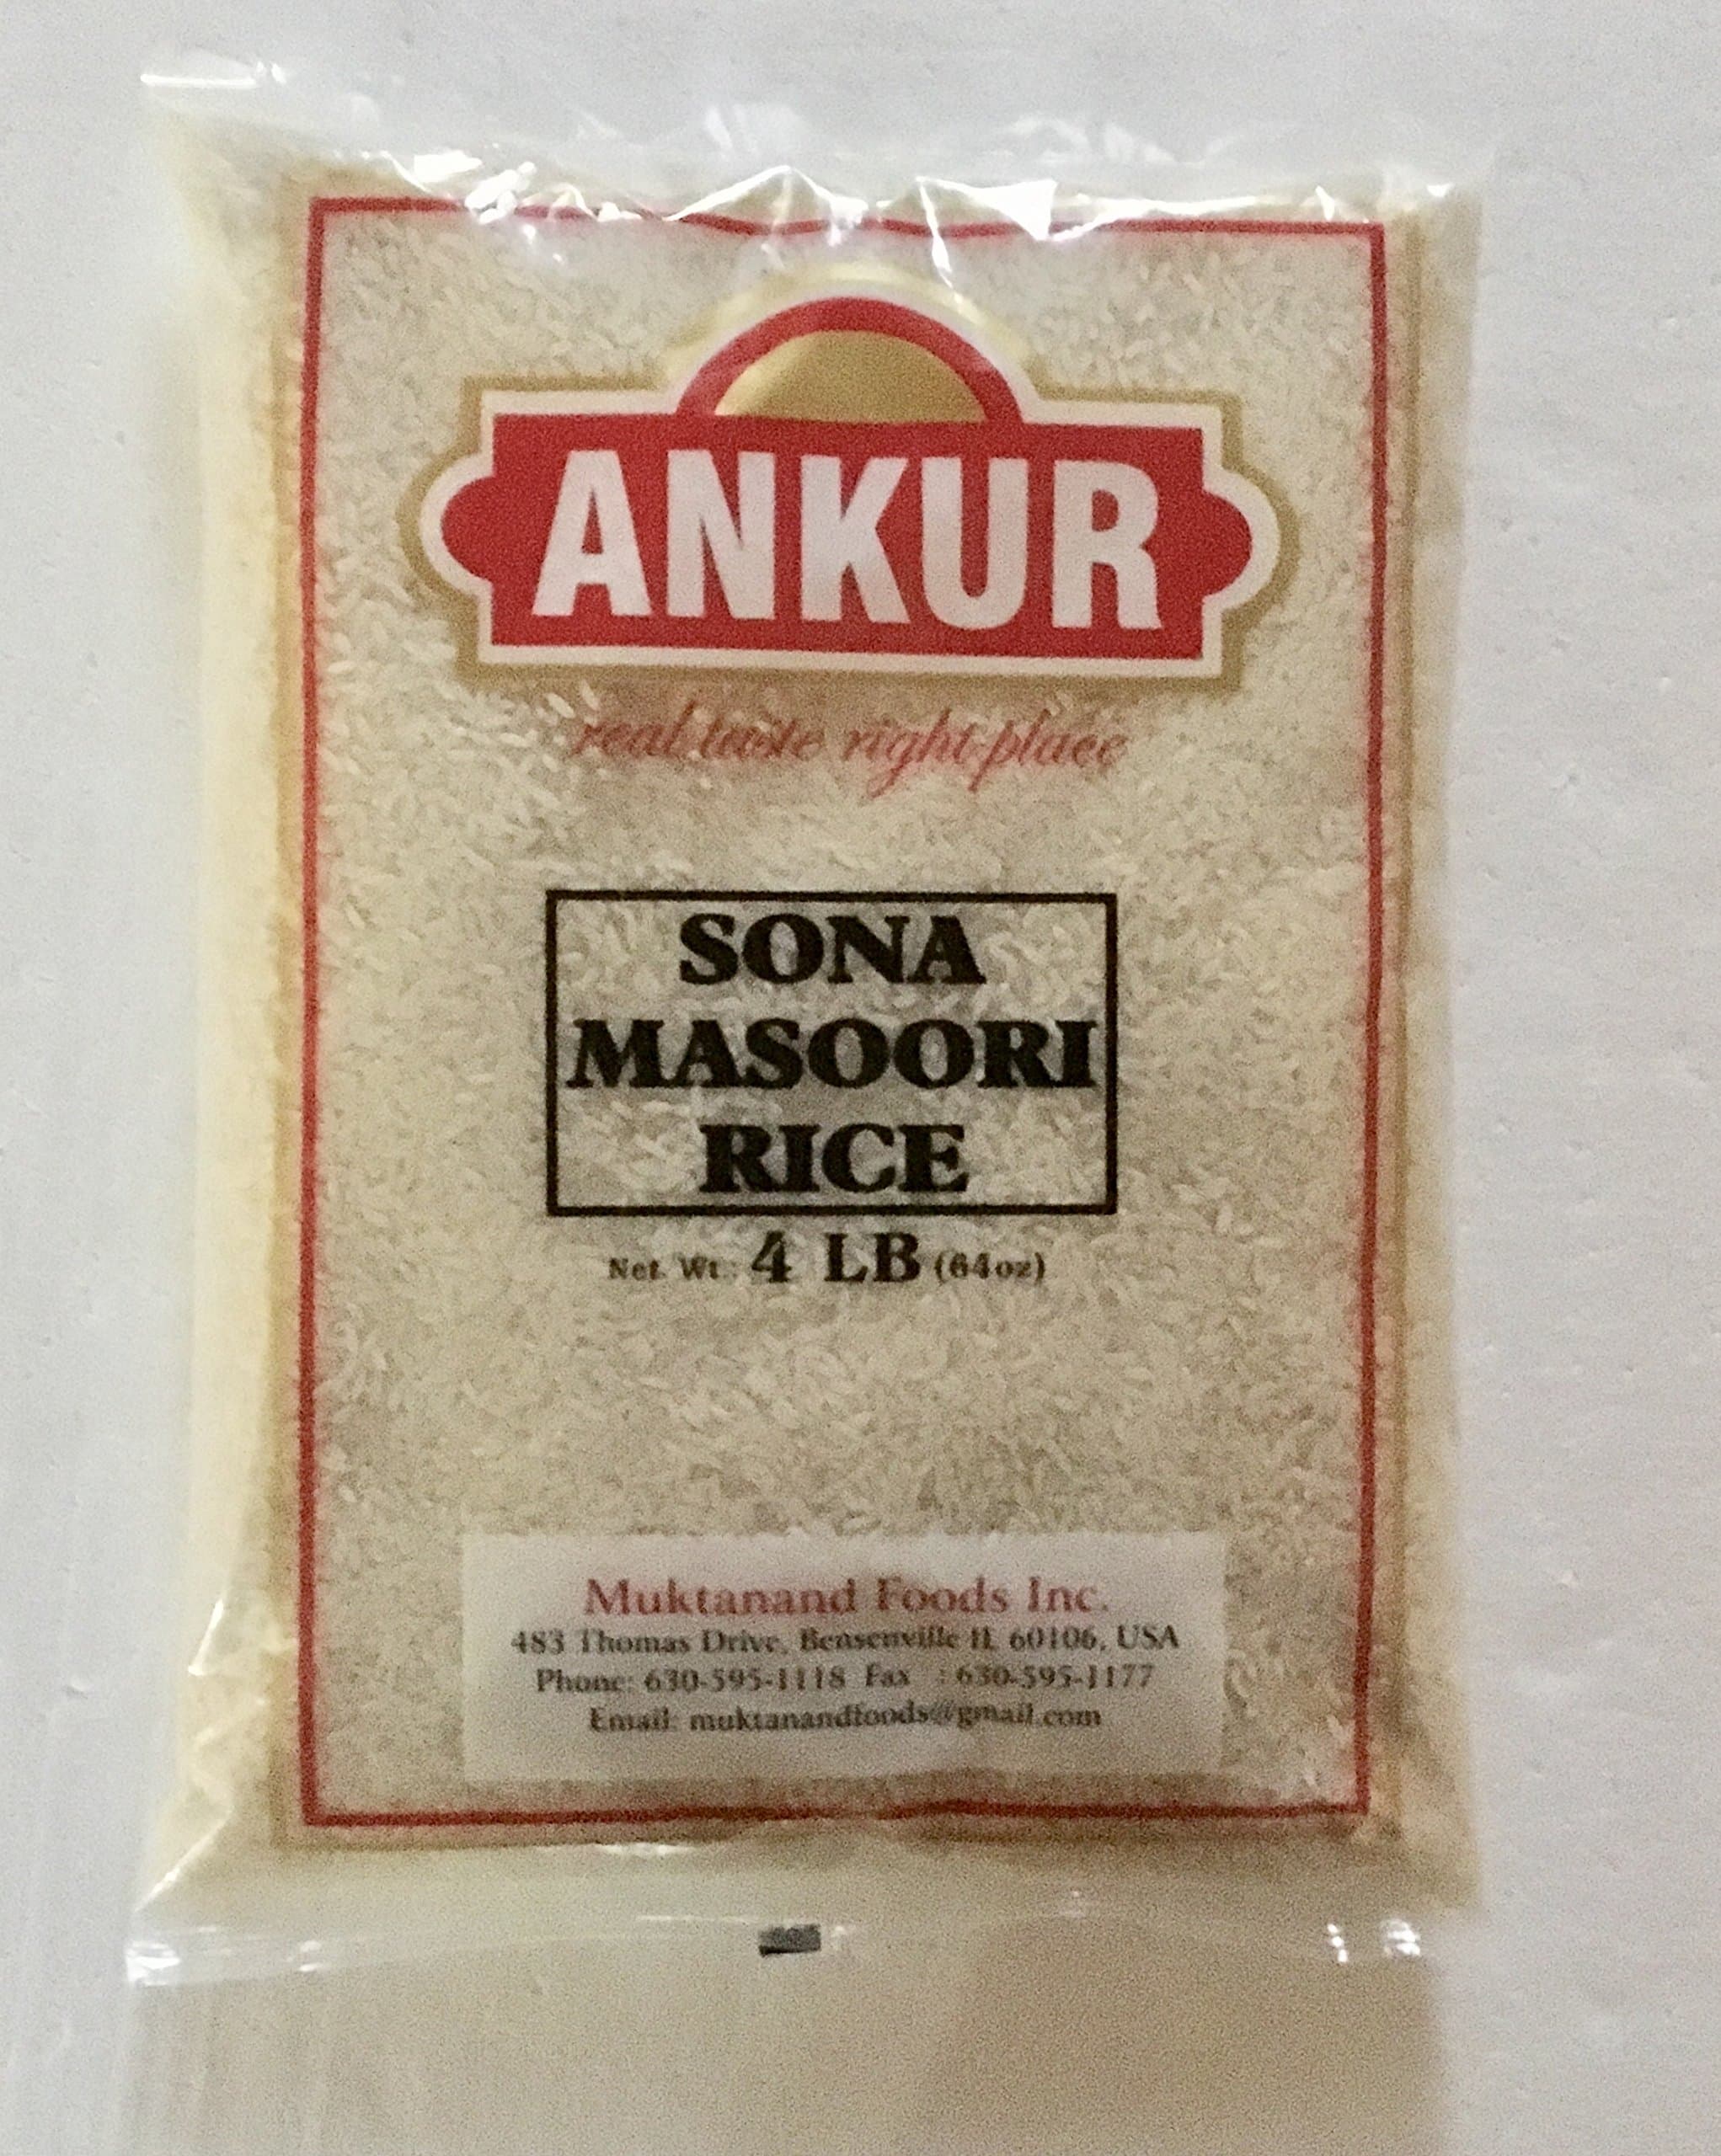 ANKUR
real taste right place
SONA
MASOORI
RICE
Net. Wt.: 4 LB (64oz)
Muktanand Foods Inc.
483 Thomas Drive, Bensenville IL 60106, USA
Phone: 630-595-1118 Fax : 630-595-1177
Email: muktanandfoods@gmail.com